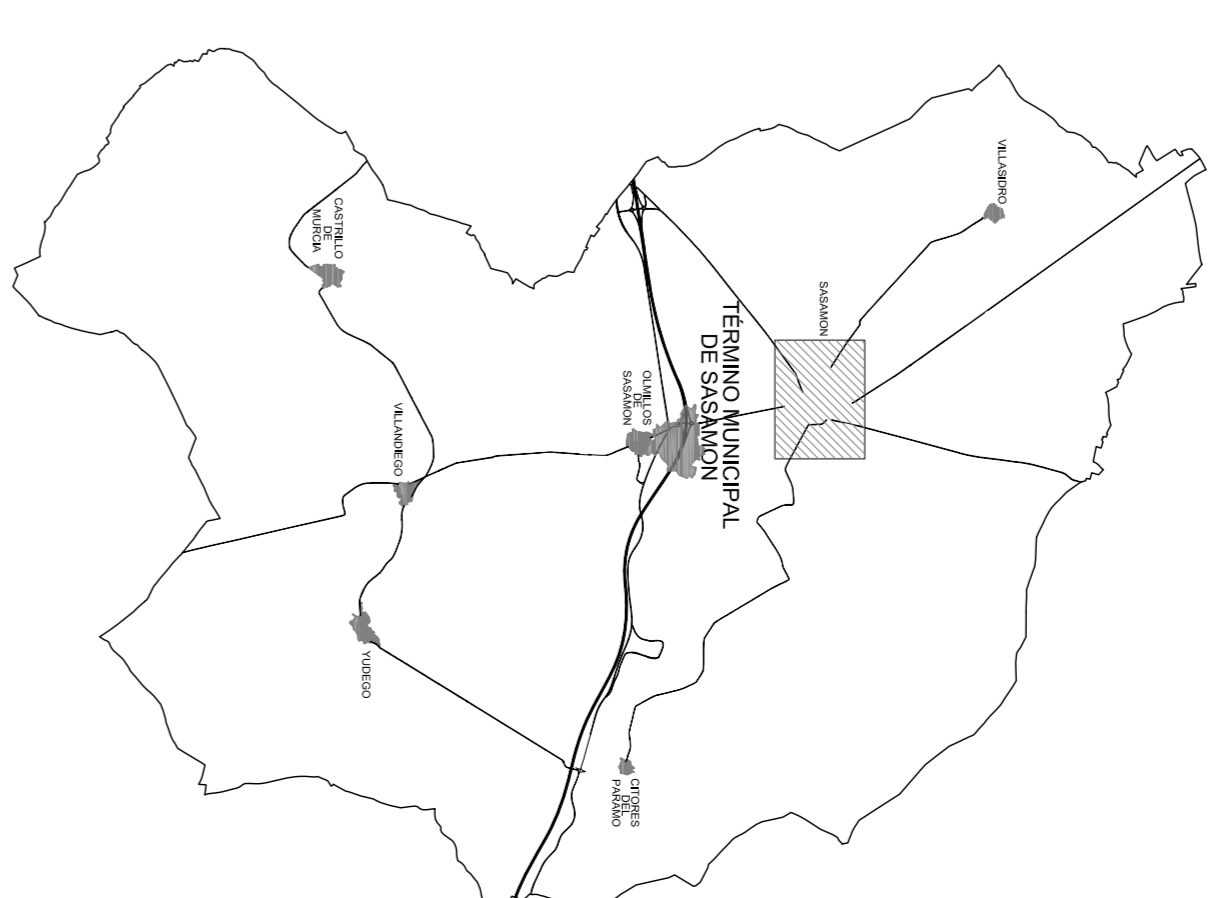 VILLASIDRO
SASAMON
TÉRMINO MUNICIPAL
DE SASAMON
OLMILLOS
DE
SASAMON
CASTRILLO
DE
MURCIA
VILLANDIEGO
YUDEGO
CITORES
DEL
PARAMO